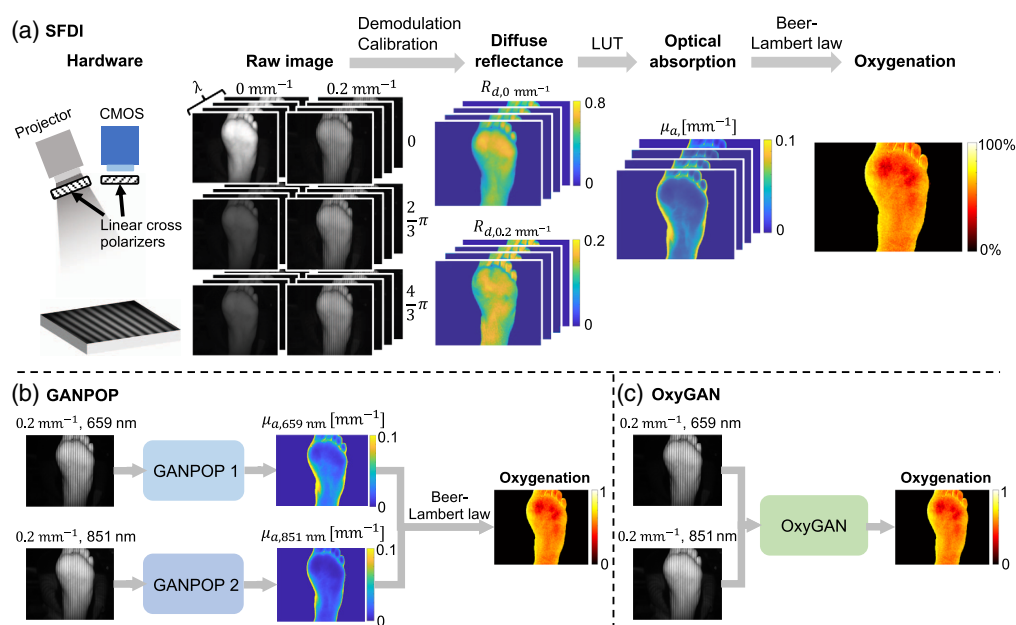 (a) SFDI
Hardware
Projector
CMOS
Linear cross
polarizers
Raw image
λ
0 mm⁻¹
0.2 mm⁻¹
0
2/3 π
4/3 π
Demodulation
Calibration
Diffuse
reflectance
R_d,0 mm⁻¹
0.8
0
R_d,0.2 mm⁻¹
0.2
0
LUT
Optical
absorption
μ_a,[mm⁻¹]
0.1
0
Beer-
Lambert law
Oxygenation
100%
0%
(b) GANPOP
0.2 mm⁻¹, 659 nm
GANPOP 1
μ_a,659 nm [mm⁻¹]
0.1
0
0.2 mm⁻¹, 851 nm
GANPOP 2
μ_a,851 nm [mm⁻¹]
0.1
0
Beer-
Lambert law
Oxygenation
1
0
(c) OxyGAN
0.2 mm⁻¹, 659 nm
0.2 mm⁻¹, 851 nm
OxyGAN
Oxygenation
1
0